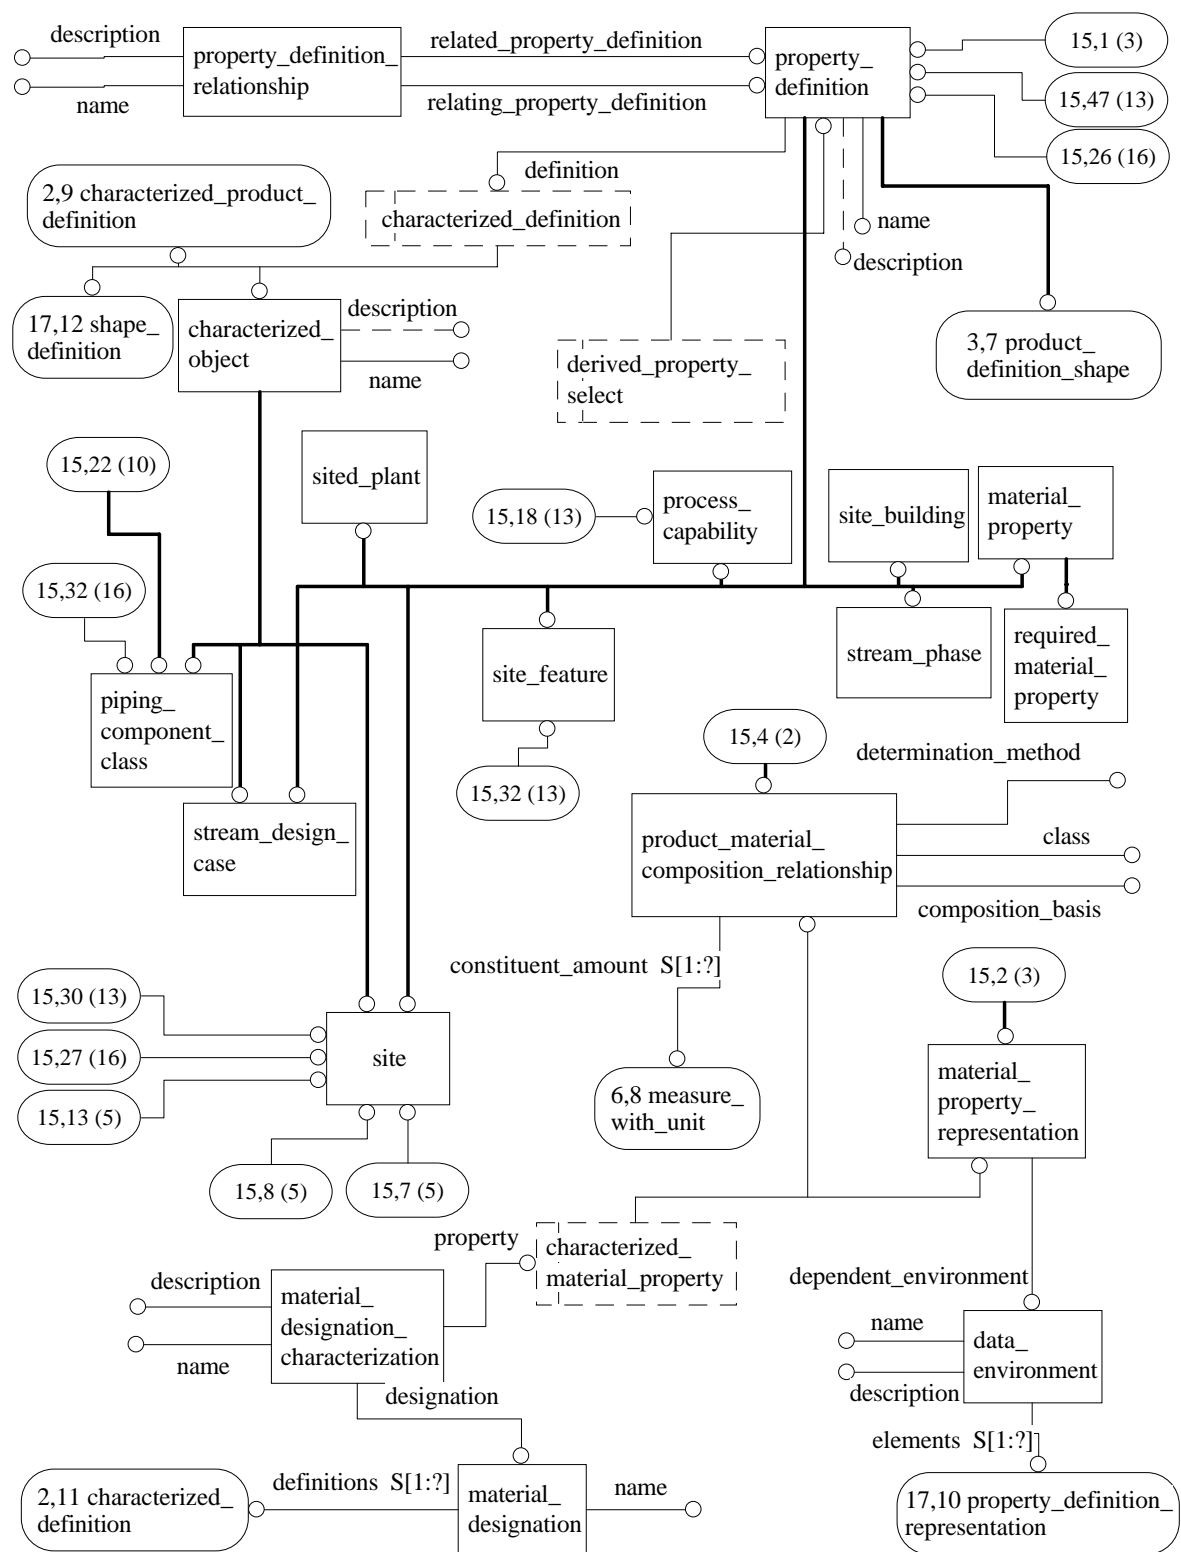 description
property_definition_
relationship
name
related_property_definition
relating_property_definition
property_
definition
15,1 (3)
15,47 (13)
15,26 (16)
definition
2,9 characterized_product_
definition
characterized_definition
name
description
17,12 shape_
definition
characterized_
object
description
name
derived_property_
select
3,7 product_
definition_shape
15,22 (10)
sited_plant
15,18 (13)
process_
capability
site_building
material_
property
15,32 (16)
piping_
component_
class
site_feature
stream_phase
required_
material_
property
15,32 (13)
15,4 (2)
determination_method
stream_design_
case
product_material_
composition_relationship
class
composition_basis
constituent_amount S[1:?]
15,2 (3)
15,30 (13)
15,27 (16)
15,13 (5)
site
6,8 measure_
with_unit
material_
property_
representation
15,8 (5)
15,7 (5)
property
characterized_
material_property
dependent_environment
description
name
material_
designation_
characterization
name
description
data_
environment
designation
elements S[1:?]
2,11 characterized_
definition
definitions S[1:?]
material_
designation
name
17,10 property_definition_
representation